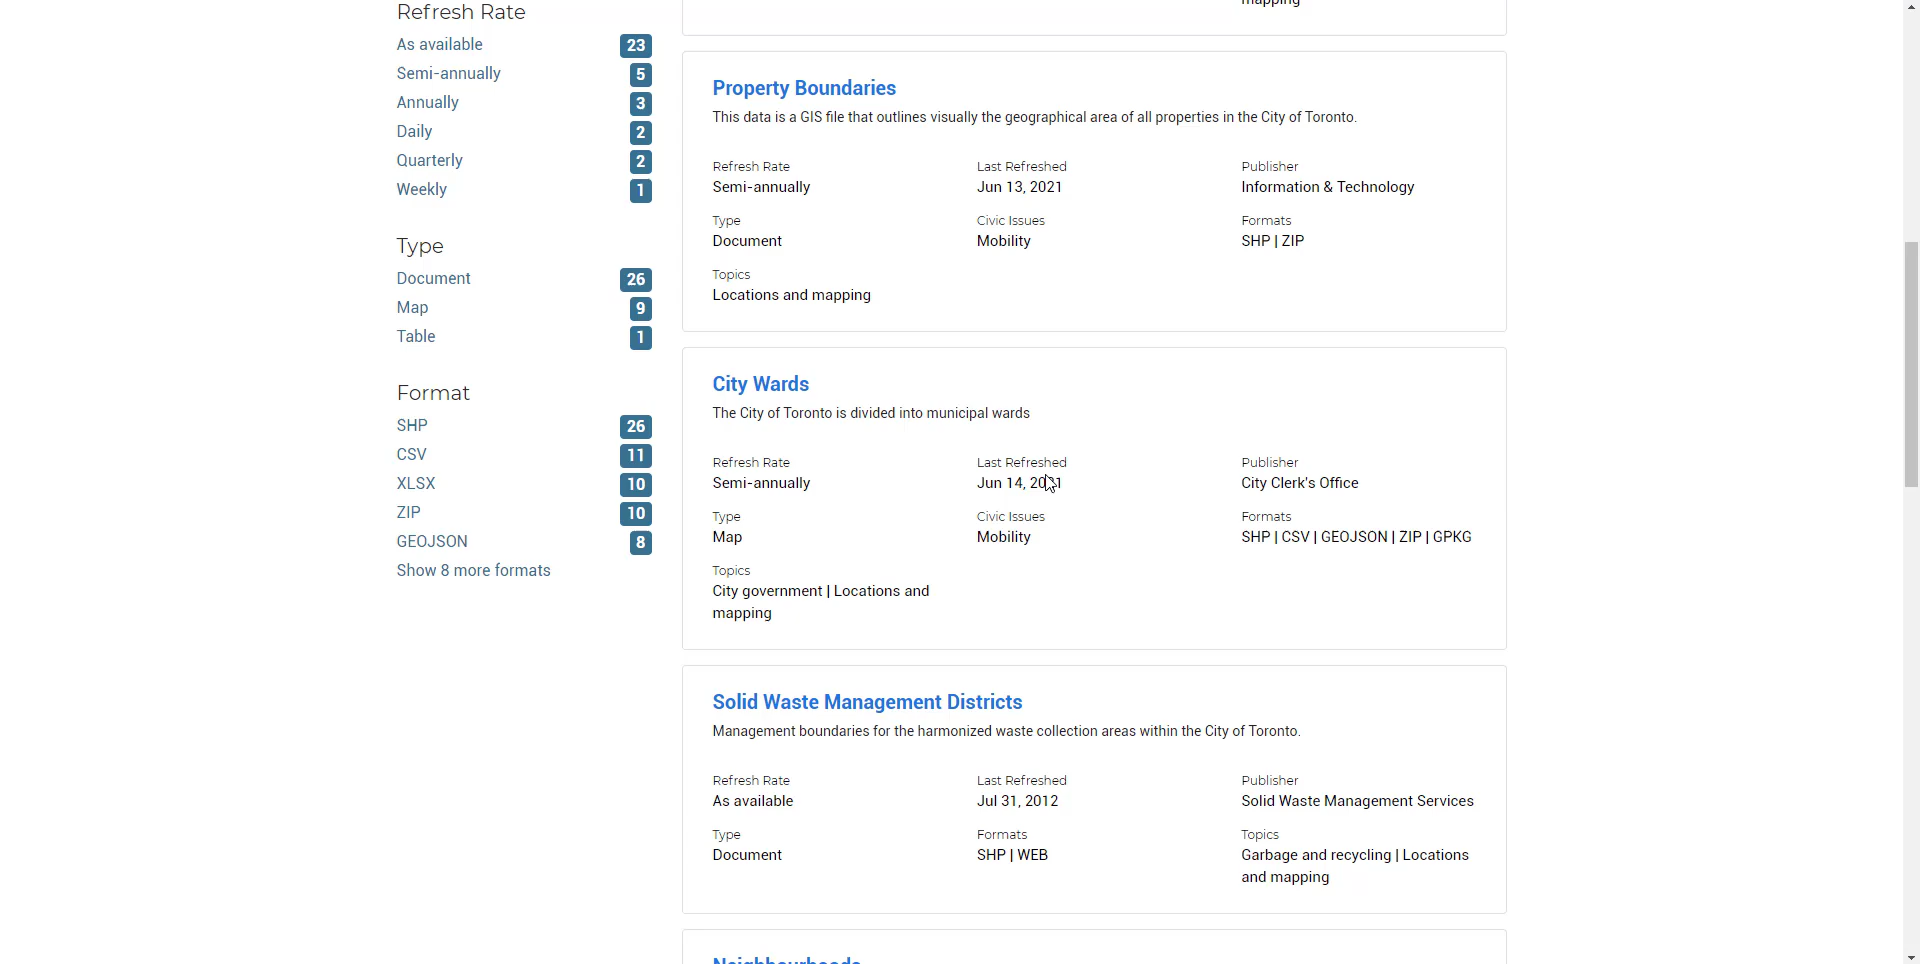 Refresh Rate
As available 23
Semi-annually 5
Annually 3
Daily 2
Quarterly 2
Weekly 1
Type
Document 26
Map 9
Table 1
Format
SHP 26
CSV 11
XLSX 10
ZIP 10
GEOJSON 8
Show 8 more formats
mapping
Property Boundaries
This data is a GIS file that outlines visually the geographical area of all properties in the City of Toronto.
Refresh Rate Last Refreshed Publisher
Semi-annually Jun 13, 2021 Information & Technology
Type Civic Issues Formats
Document Mobility SHP | ZIP
Topics
Locations and mapping
City Wards
The City of Toronto is divided into municipal wards
Refresh Rate Last Refreshed Publisher
Semi-annually Jun 14, 2021 City Clerk's Office
Type Civic Issues Formats
Map Mobility SHP | CSV | GEOJSON | ZIP | GPKG
Topics
City government | Locations and
mapping
Solid Waste Management Districts
Management boundaries for the harmonized waste collection areas within the City of Toronto.
Refresh Rate Last Refreshed Publisher
As available Jul 31, 2012 Solid Waste Management Services
Type Formats Topics
Document SHP | WEB Garbage and recycling | Locations
and mapping
Neighbourhoods